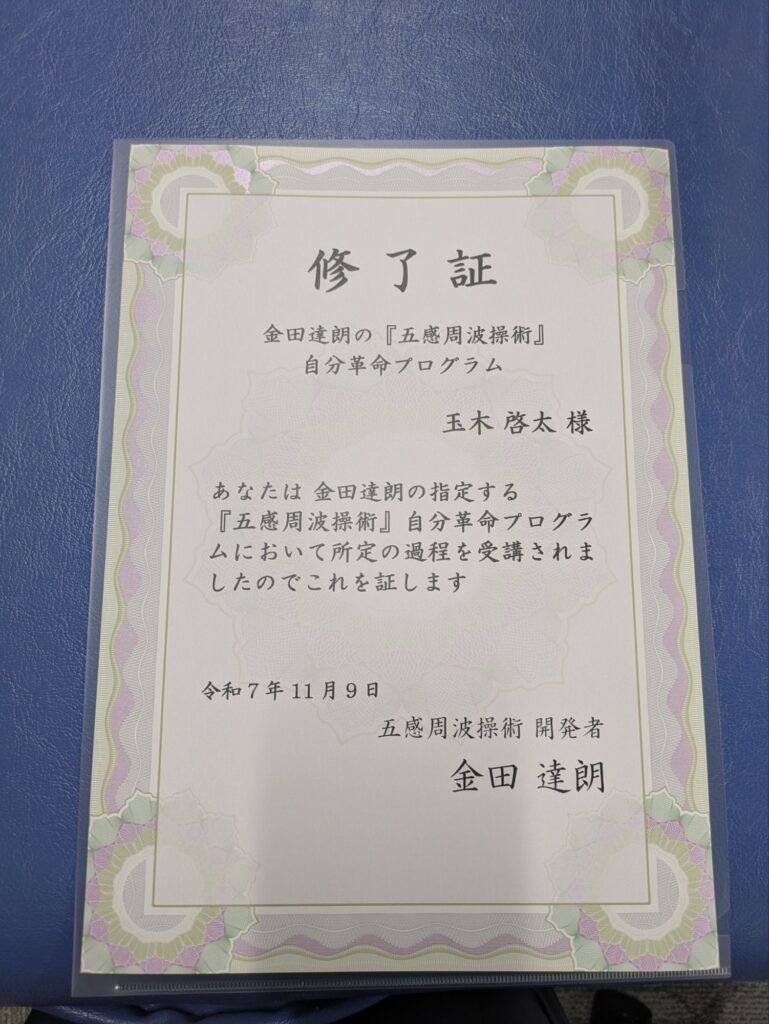 修了証
金田達朗の『五感周波操術』
自分革命プログラム
玉木 啓太 様
あなたは 金田達朗の指定する
『五感周波操術』自分革命プログラ
ムにおいて所定の過程を受講されま
したのでこれを証します
令和7年11月9日
五感周波操術 開発者
金田 達朗